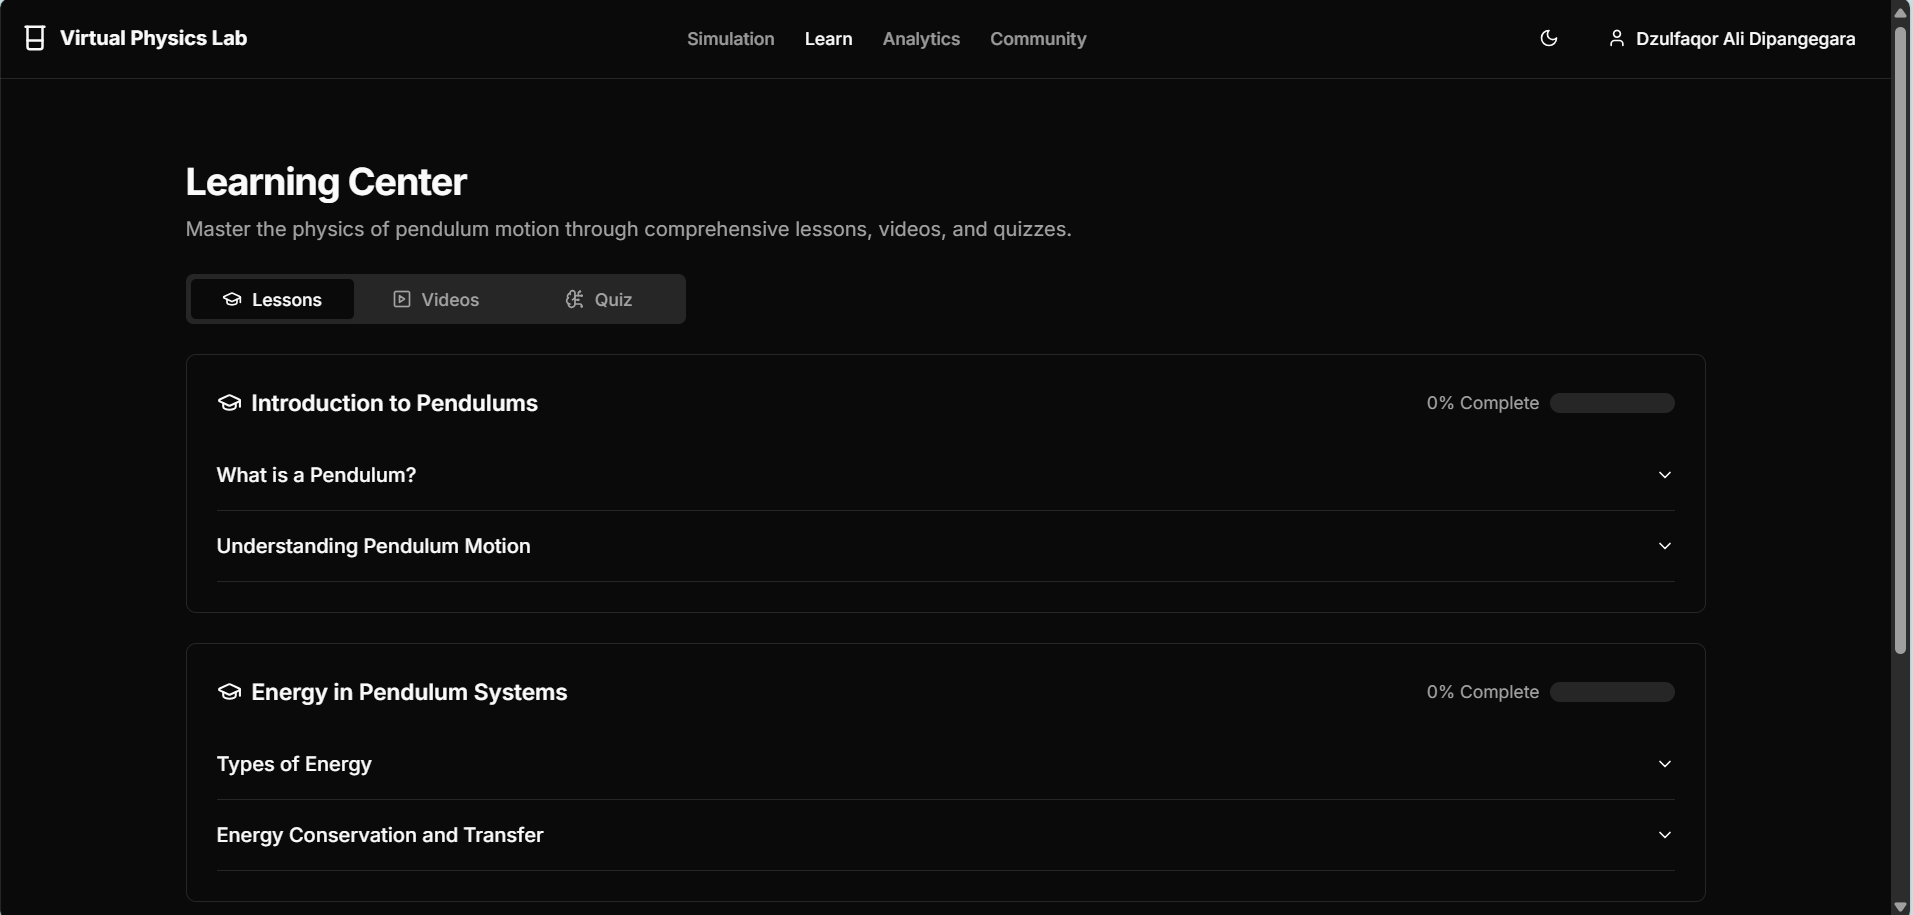 Virtual Physics Lab
Simulation
Learn
Analytics
Community
Dzulfaqor Ali Dipangegara
Learning Center
Master the physics of pendulum motion through comprehensive lessons, videos, and quizzes.
Lessons
Videos
Quiz
Introduction to Pendulums
0% Complete
What is a Pendulum?
Understanding Pendulum Motion
Energy in Pendulum Systems
0% Complete
Types of Energy
Energy Conservation and Transfer